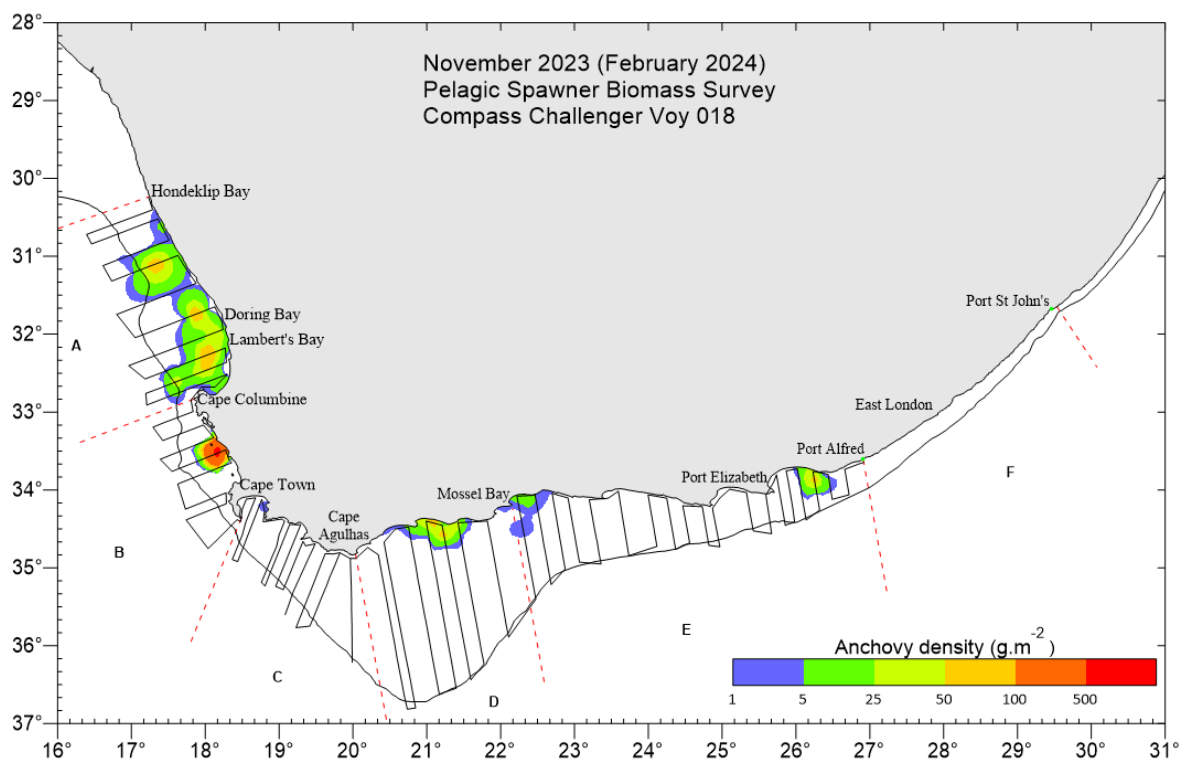 November 2023 (February 2024)
Pelagic Spawner Biomass Survey
Compass Challenger Voy 018
28°
29°
30°
31°
32°
33°
34°
35°
36°
37°
Hondeklip Bay
Doring Bay
Lambert's Bay
Cape Columbine
Cape Town
Cape
Agulhas
Mossel Bay
Port Elizabeth
Port Alfred
East London
Port St John's
A
B
C
D
E
F
Anchovy density (g.m-2)
1 5 25 50 100 500
16 17° 18° 19° 20° 21° 22° 23° 24° 25° 26° 27° 28° 29° 30° 31°